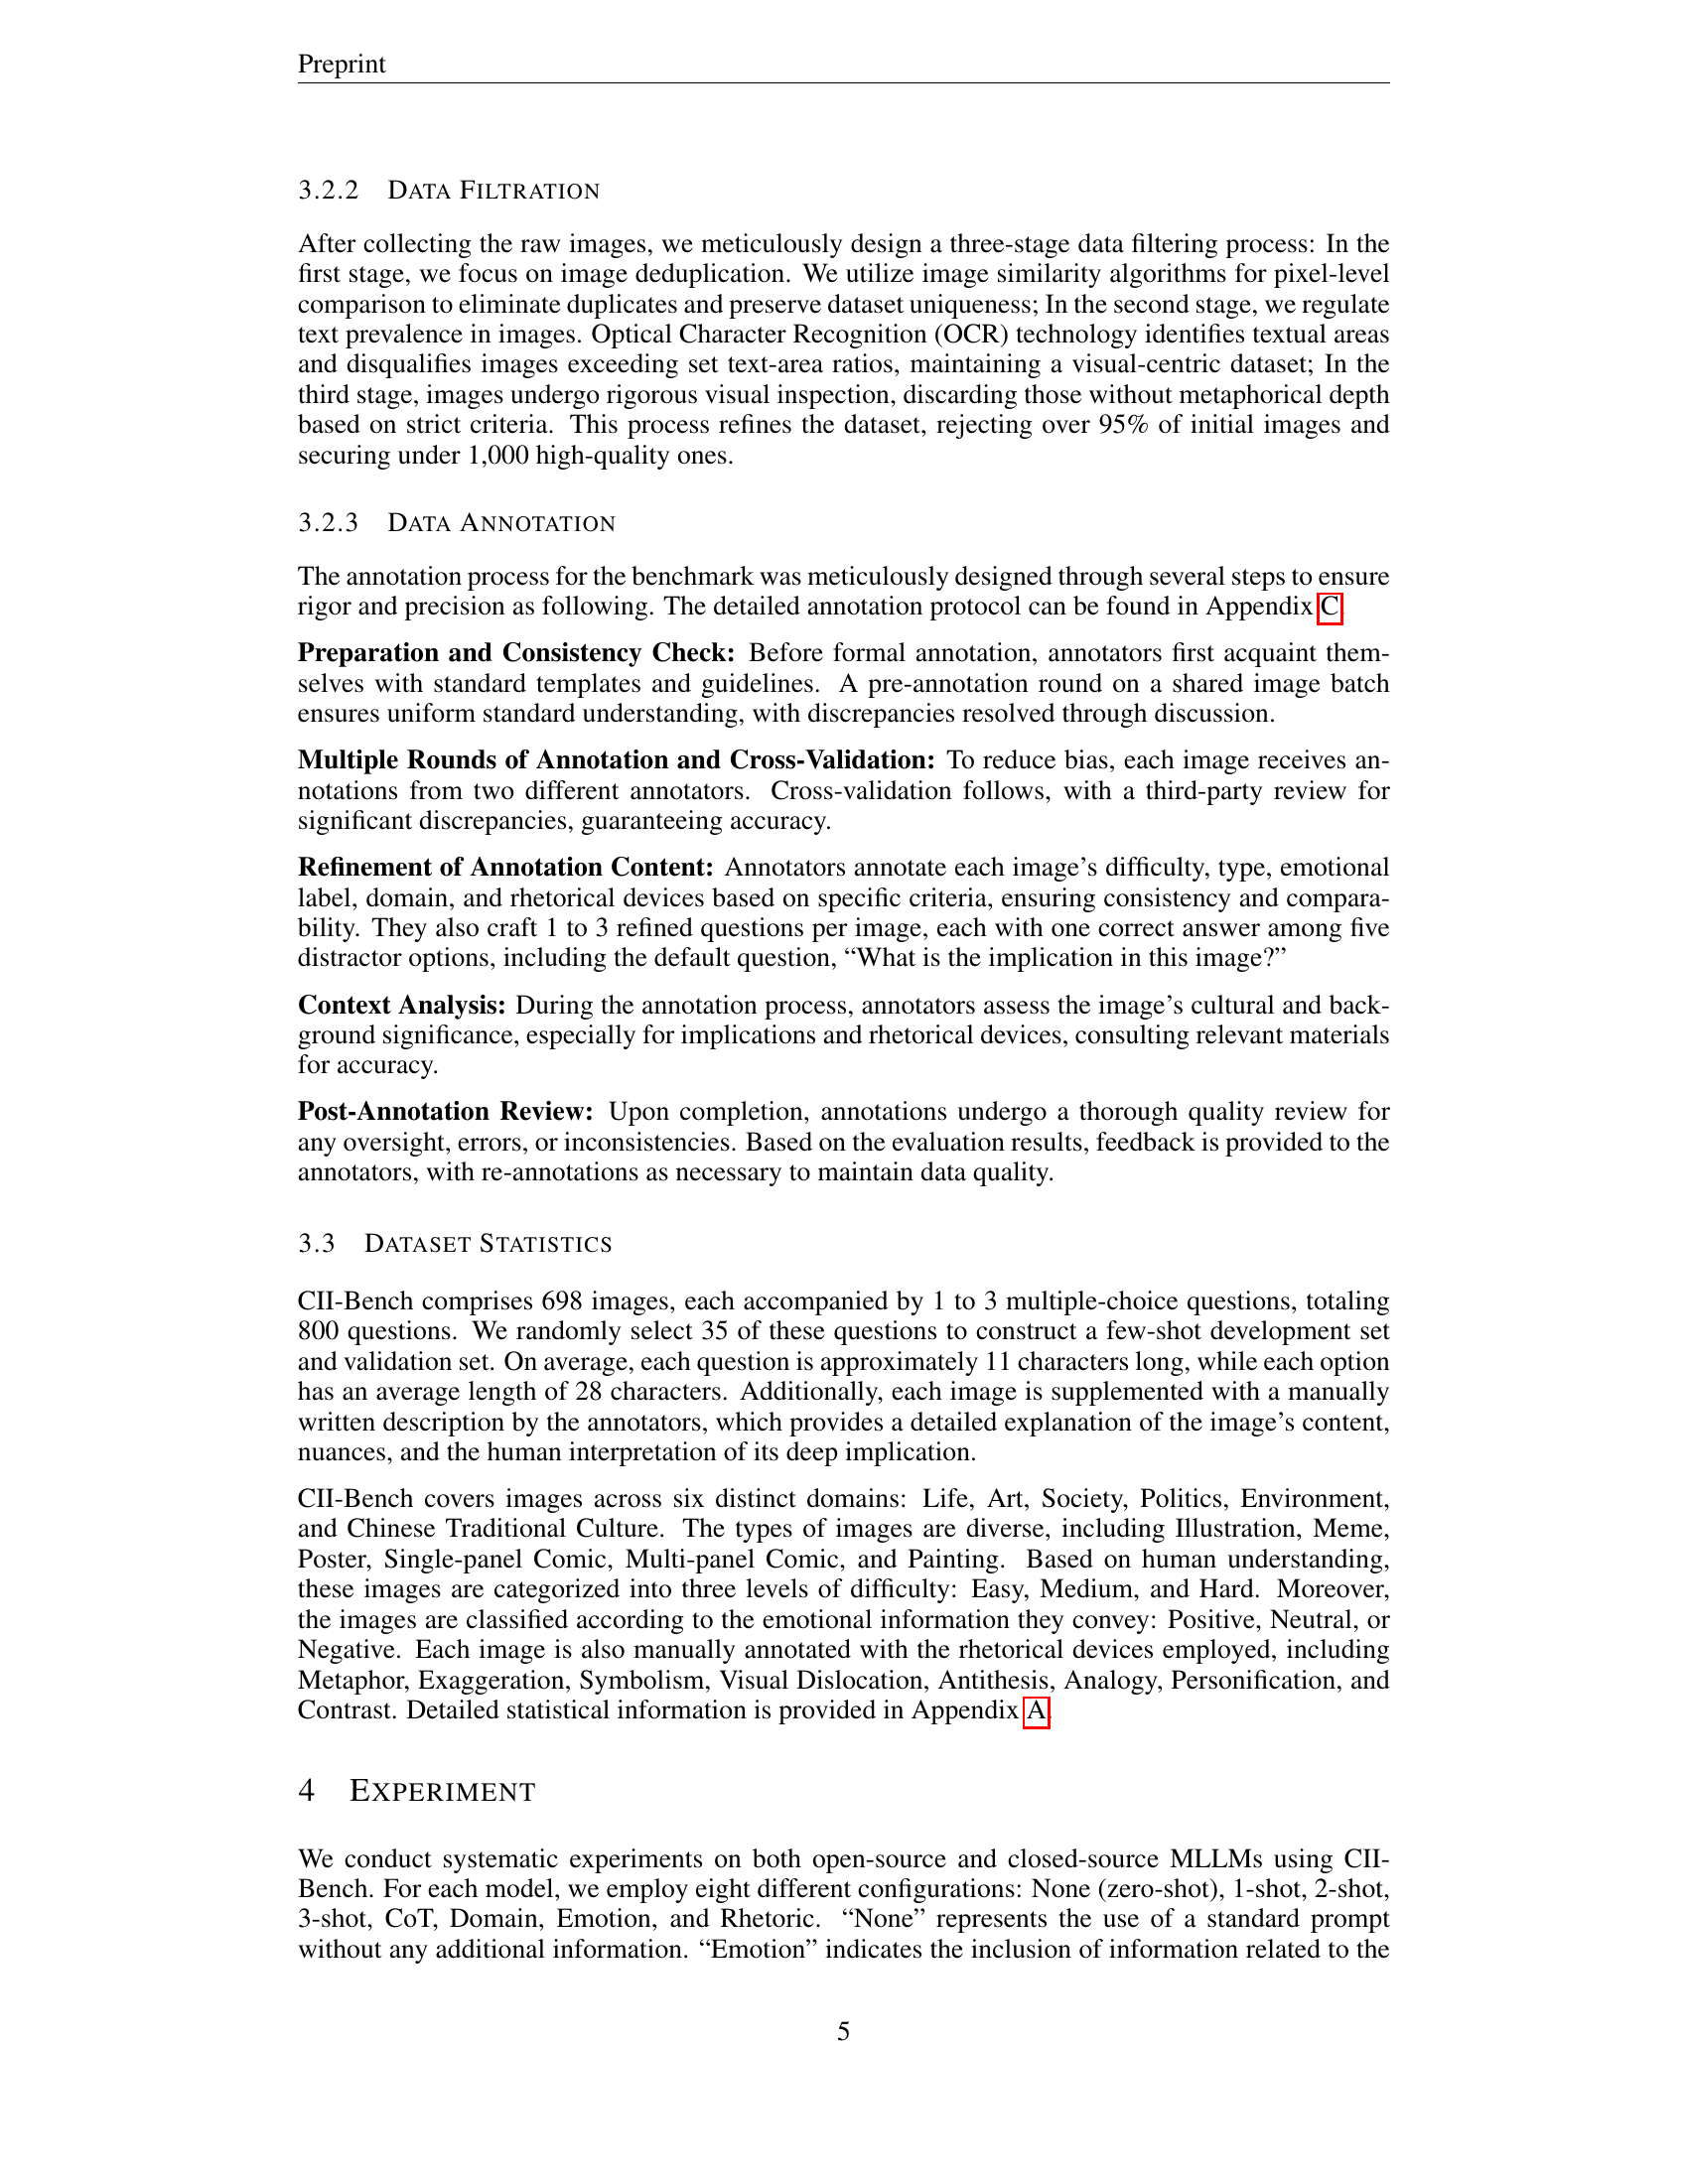 Preprint
3.2.2 DATA FILTRATION
After collecting the raw images, we meticulously design a three-stage data filtering process: In the
first stage, we focus on image deduplication. We utilize image similarity algorithms for pixel-level
comparison to eliminate duplicates and preserve dataset uniqueness; In the second stage, we regulate
text prevalence in images. Optical Character Recognition (OCR) technology identifies textual areas
and disqualifies images exceeding set text-area ratios, maintaining a visual-centric dataset; In the
third stage, images undergo rigorous visual inspection, discarding those without metaphorical depth
based on strict criteria. This process refines the dataset, rejecting over 95% of initial images and
securing under 1,000 high-quality ones.
3.2.3 DATA ANNOTATION
The annotation process for the benchmark was meticulously designed through several steps to ensure
rigor and precision as following. The detailed annotation protocol can be found in Appendix C.
Preparation and Consistency Check: Before formal annotation, annotators first acquaint them-
selves with standard templates and guidelines. A pre-annotation round on a shared image batch
ensures uniform standard understanding, with discrepancies resolved through discussion.
Multiple Rounds of Annotation and Cross-Validation: To reduce bias, each image receives an-
notations from two different annotators. Cross-validation follows, with a third-party review for
significant discrepancies, guaranteeing accuracy.
Refinement of Annotation Content: Annotators annotate each image's difficulty, type, emotional
label, domain, and rhetorical devices based on specific criteria, ensuring consistency and compara-
bility. They also craft 1 to 3 refined questions per image, each with one correct answer among five
distractor options, including the default question, “What is the implication in this image?”
Context Analysis: During the annotation process, annotators assess the image's cultural and back-
ground significance, especially for implications and rhetorical devices, consulting relevant materials
for accuracy.
Post-Annotation Review: Upon completion, annotations undergo a thorough quality review for
any oversight, errors, or inconsistencies. Based on the evaluation results, feedback is provided to the
annotators, with re-annotations as necessary to maintain data quality.
3.3 DATASET STATISTICS
CII-Bench comprises 698 images, each accompanied by 1 to 3 multiple-choice questions, totaling
800 questions. We randomly select 35 of these questions to construct a few-shot development set
and validation set. On average, each question is approximately 11 characters long, while each option
has an average length of 28 characters. Additionally, each image is supplemented with a manually
written description by the annotators, which provides a detailed explanation of the image's content,
nuances, and the human interpretation of its deep implication.
CII-Bench covers images across six distinct domains: Life, Art, Society, Politics, Environment,
and Chinese Traditional Culture. The types of images are diverse, including Illustration, Meme,
Poster, Single-panel Comic, Multi-panel Comic, and Painting. Based on human understanding,
these images are categorized into three levels of difficulty: Easy, Medium, and Hard. Moreover,
the images are classified according to the emotional information they convey: Positive, Neutral, or
Negative. Each image is also manually annotated with the rhetorical devices employed, including
Metaphor, Exaggeration, Symbolism, Visual Dislocation, Antithesis, Analogy, Personification, and
Contrast. Detailed statistical information is provided in Appendix A.
4 EXPERIMENT
We conduct systematic experiments on both open-source and closed-source MLLMs using CII-
Bench. For each model, we employ eight different configurations: None (zero-shot), 1-shot, 2-shot,
3-shot, CoT, Domain, Emotion, and Rhetoric. “None” represents the use of a standard prompt
without any additional information. “Emotion” indicates the inclusion of information related to the
5